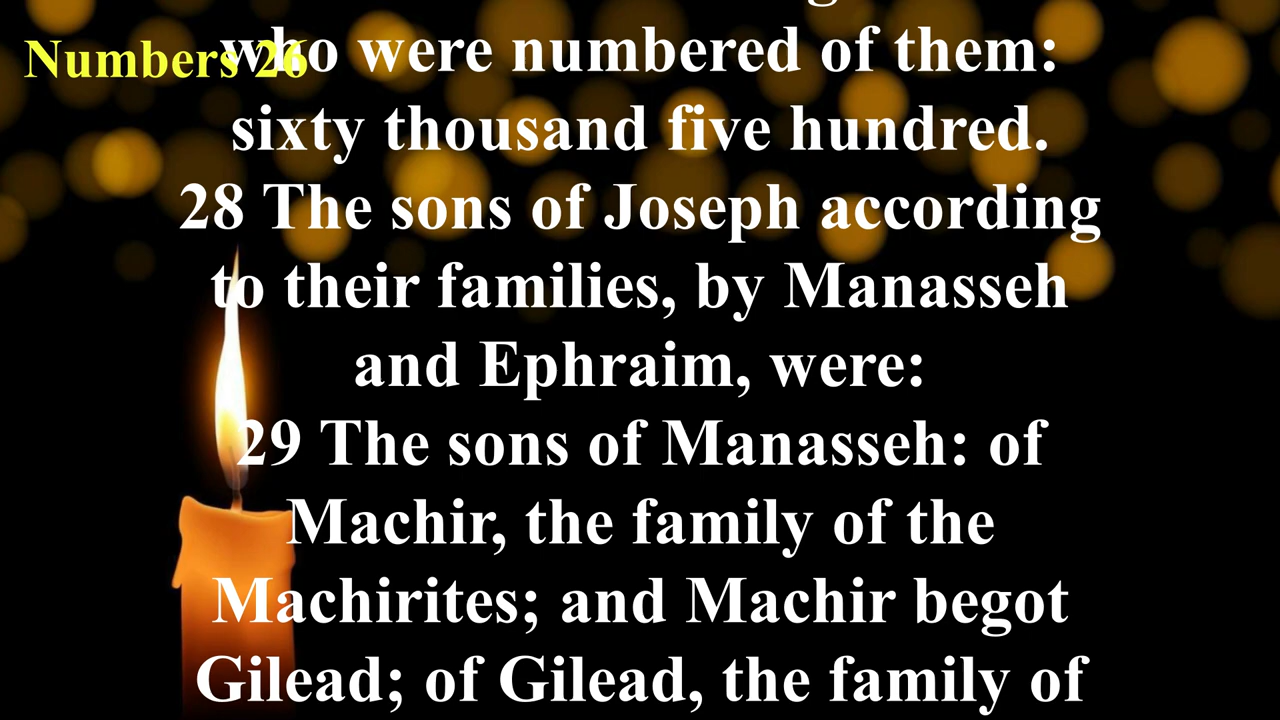 Numbers 26
who were numbered of them:
sixty thousand five hundred.
28 The sons of Joseph according
to their families, by Manasseh
and Ephraim, were:
29 The sons of Manasseh: of
Machir, the family of the
Machirites; and Machir begot
Gilead; of Gilead, the family of